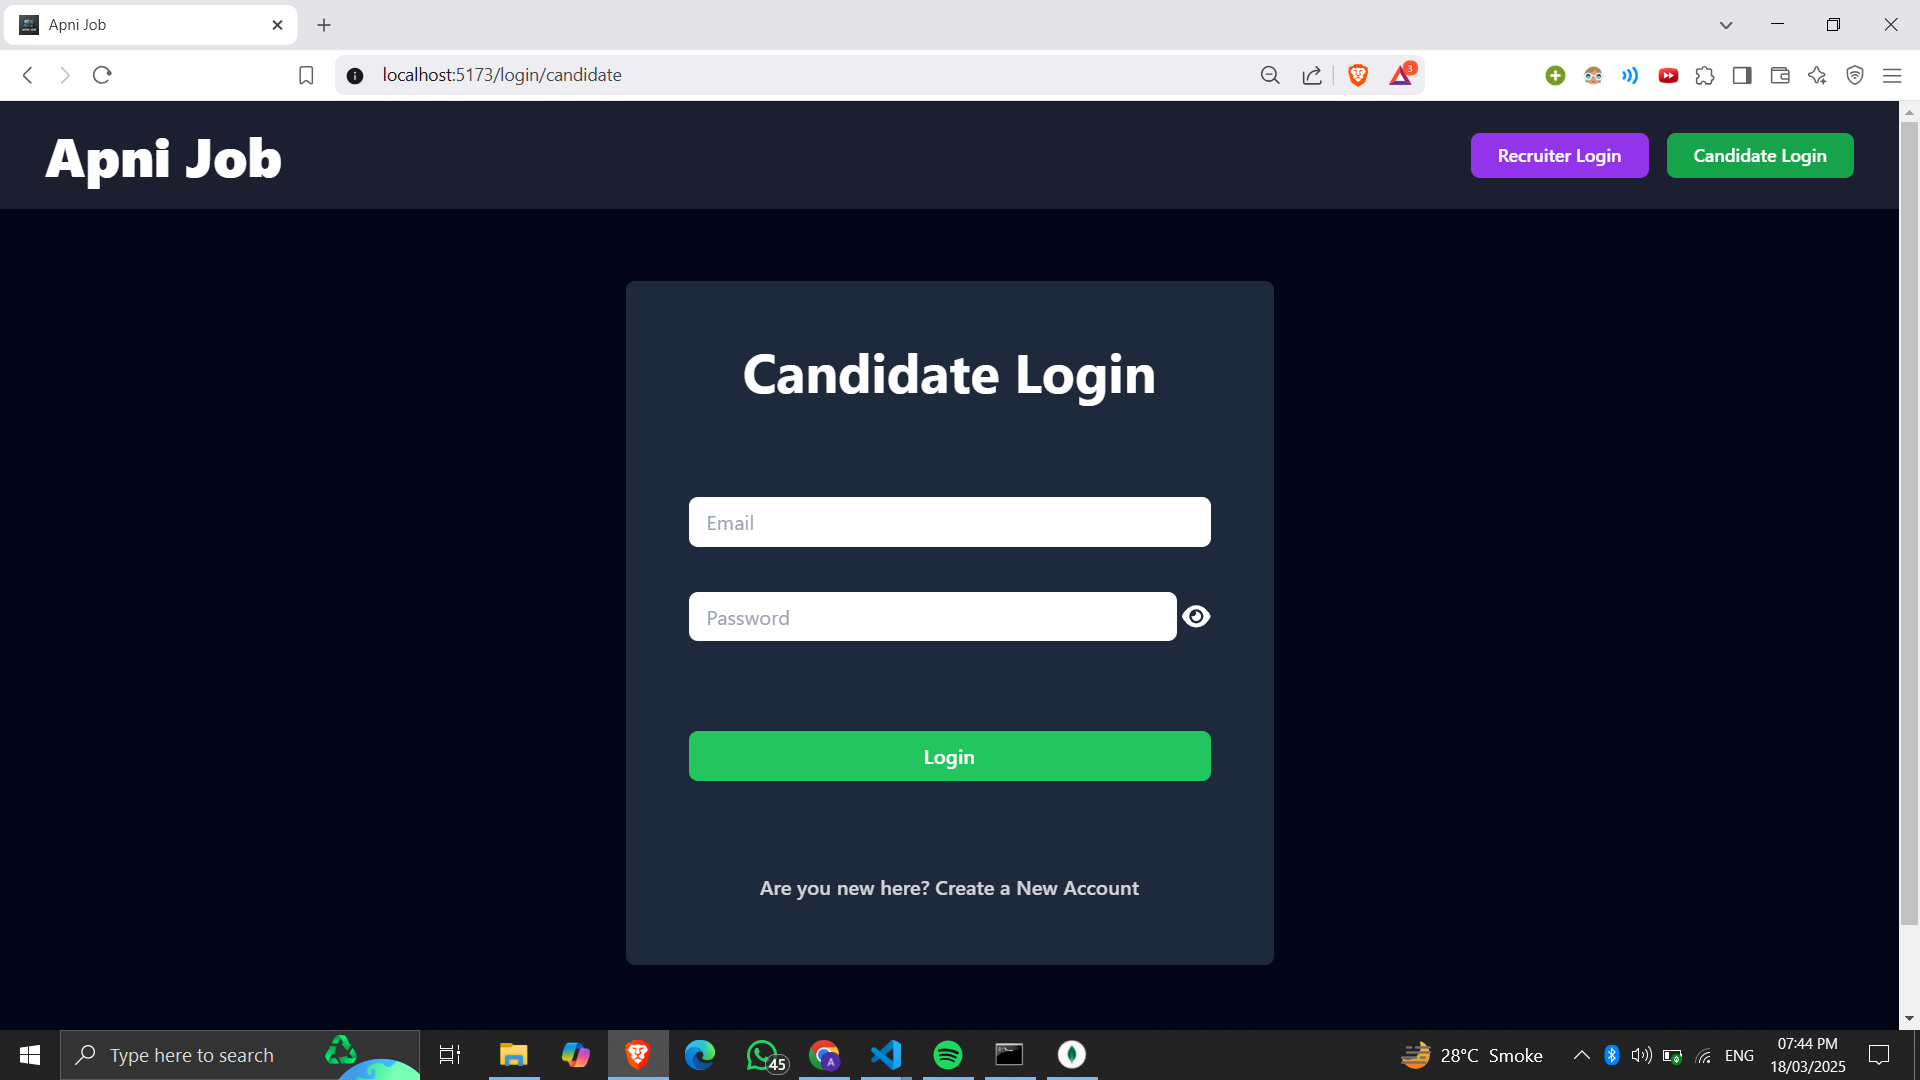 Apni Job
localhost:5173/login/candidate
3
Apni Job
Recruiter Login
Candidate Login
Candidate Login
Email
Password
Login
Are you new here? Create a New Account
Type here to search
45
A
28°C Smoke
ENG
07:44 PM
18/03/2025